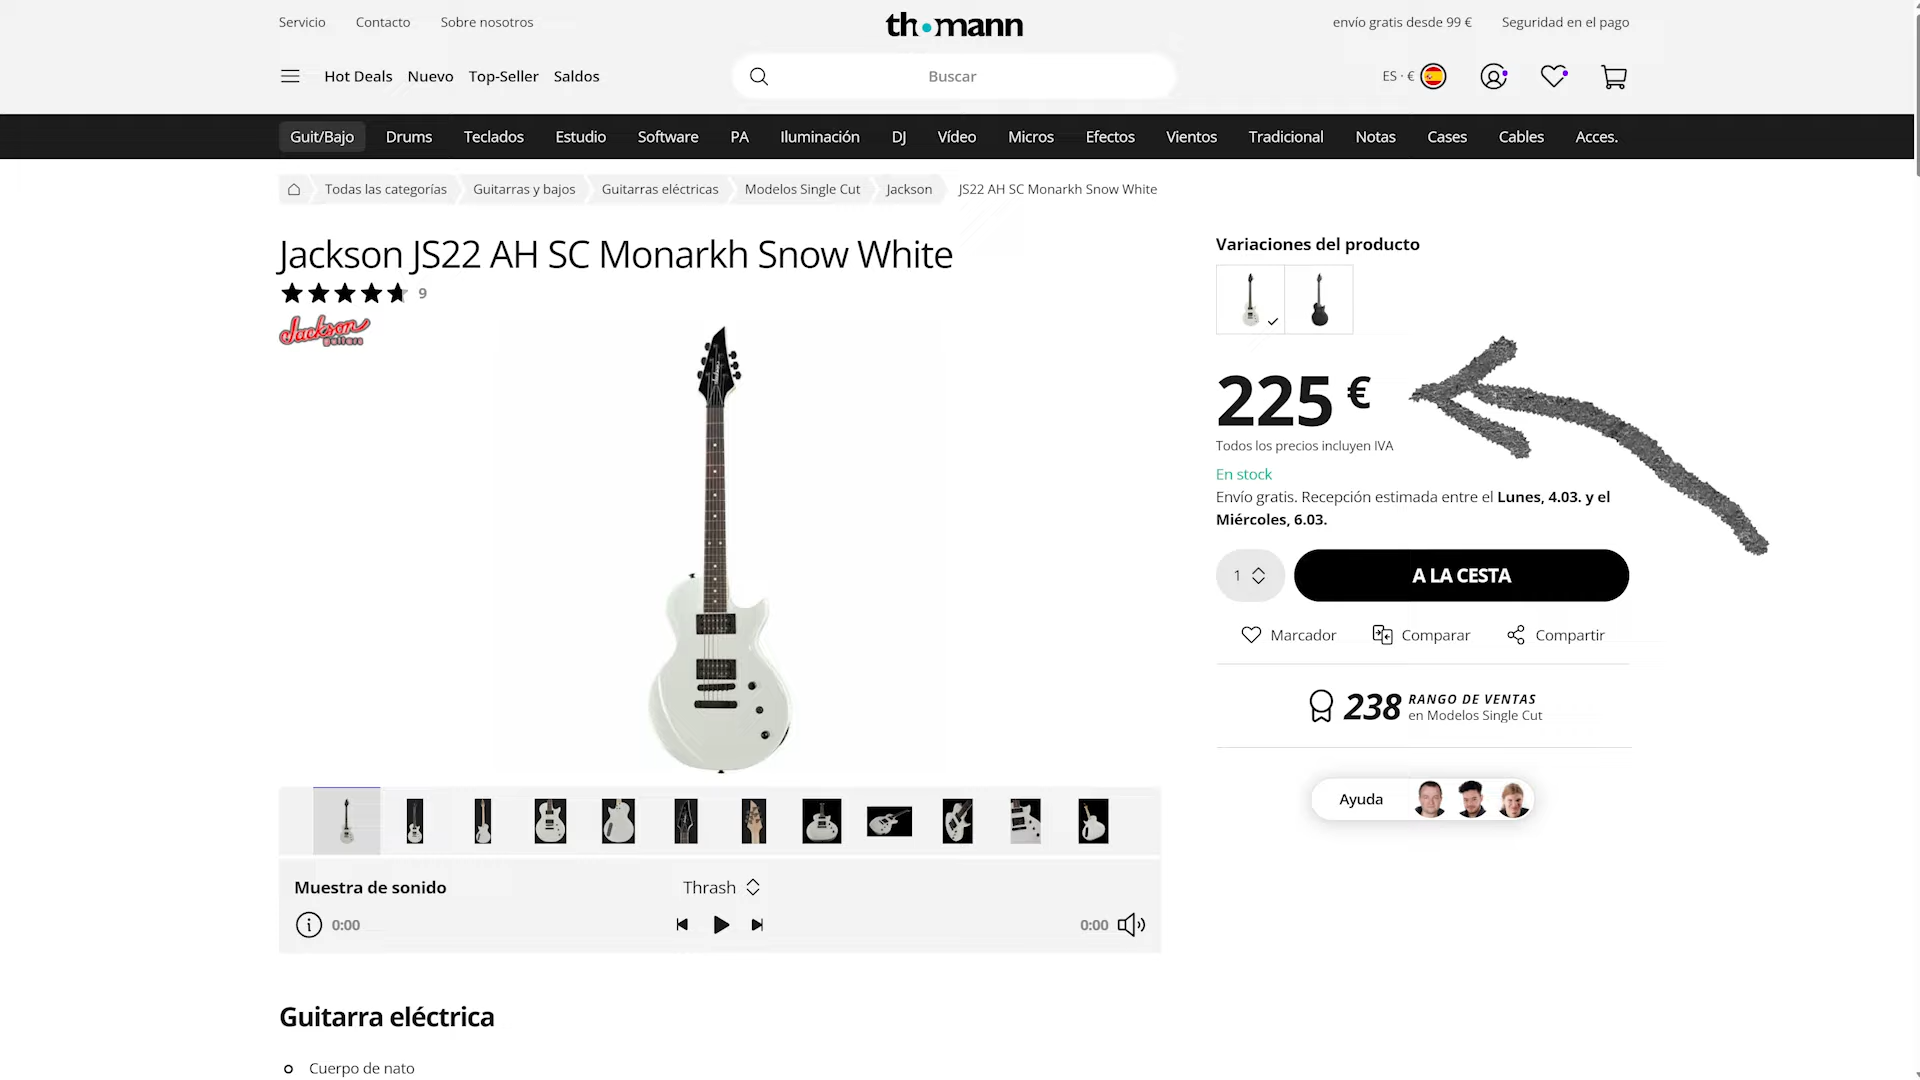 Servicio Contacto Sobre nosotros
thomann
envío gratis desde 99 € Seguridad en el pago
Hot Deals Nuevo Top-Seller Saldos
Buscar
ES · €
Guit/Bajo Drums Teclados Estudio Software PA Iluminación DJ Vídeo Micros Efectos Vientos Tradicional Notas Cases Cables Acces.
Todas las categorías Guitarras y bajos Guitarras eléctricas Modelos Single Cut Jackson JS22 AH SC Monarkh Snow White
Jackson JS22 AH SC Monarkh Snow White
9
Jackson
guitars
Variaciones del producto
225 €
Todos los precios incluyen IVA
En stock
Envío gratis. Recepción estimada entre el Lunes, 4.03. y el
Miércoles, 6.03.
1
A LA CESTA
Marcador Comparar Compartir
238 RANGO DE VENTAS
en Modelos Single Cut
Ayuda
Muestra de sonido
Thrash
0:00
0:00
Guitarra eléctrica
Cuerpo de nato